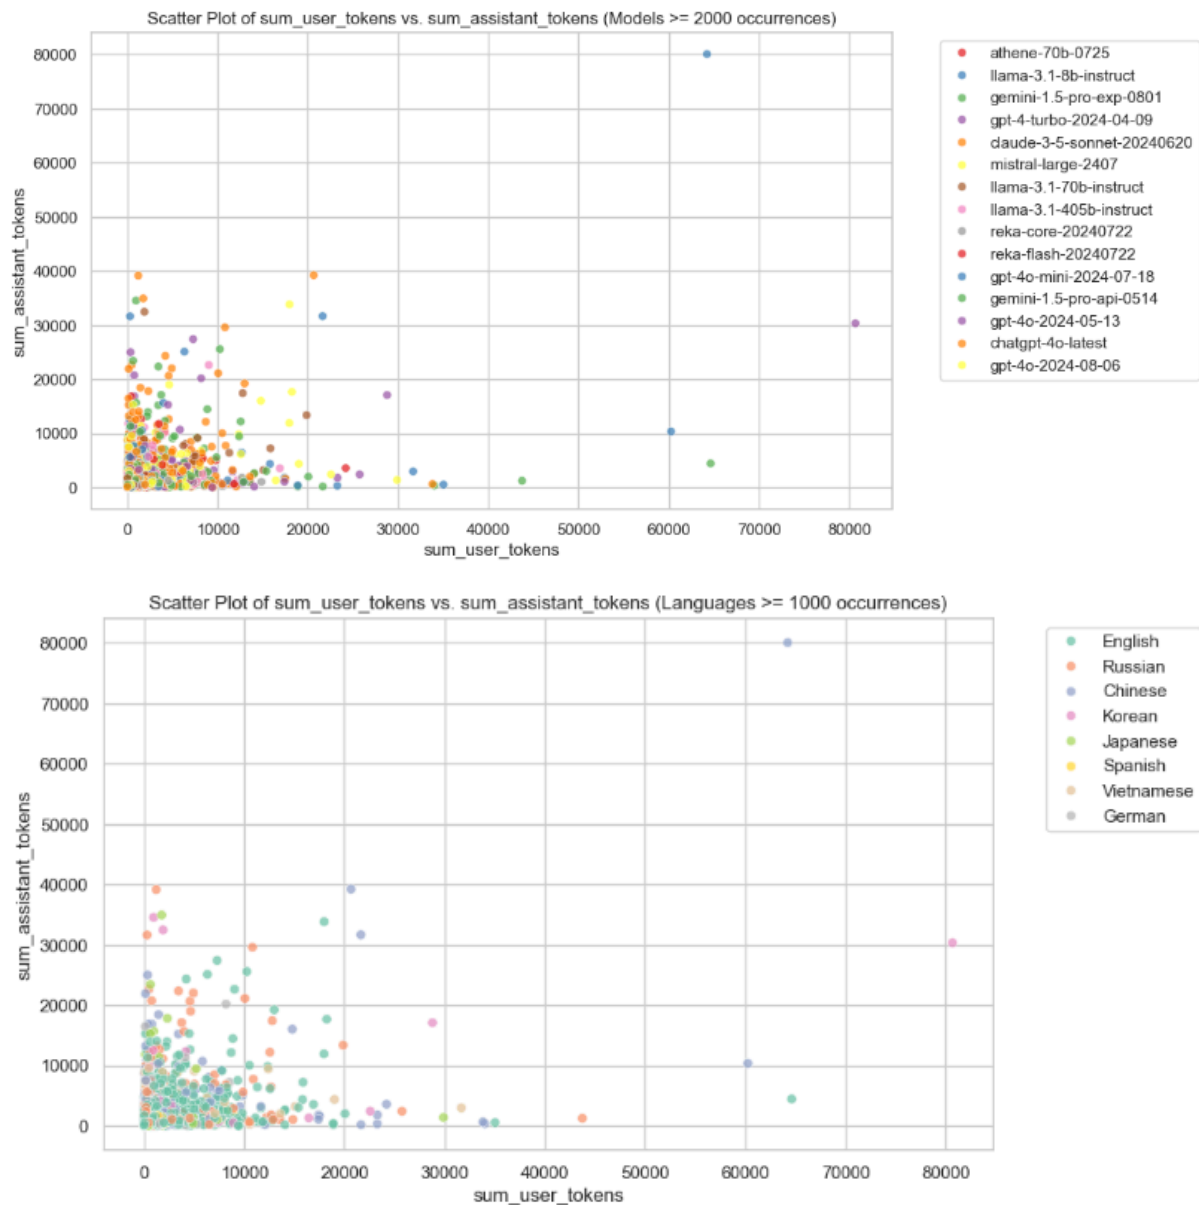 Scatter Plot of sum_user_tokens vs. sum_assistant_tokens (Models >= 2000 occurrences)
80000
70000
60000
50000
40000
30000
20000
10000
0
sum_assistant_tokens
0 10000 20000 30000 40000 50000 60000 70000 80000
sum_user_tokens
athene-70b-0725
llama-3.1-8b-instruct
gemini-1.5-pro-exp-0801
gpt-4-turbo-2024-04-09
claude-3-5-sonnet-20240620
mistral-large-2407
llama-3.1-70b-instruct
llama-3.1-405b-instruct
reka-core-20240722
reka-flash-20240722
gpt-4o-mini-2024-07-18
gemini-1.5-pro-api-0514
gpt-4o-2024-05-13
chatgpt-4o-latest
gpt-4o-2024-08-06
Scatter Plot of sum_user_tokens vs. sum_assistant_tokens (Languages >= 1000 occurrences)
80000
70000
60000
50000
40000
30000
20000
10000
0
sum_assistant_tokens
0 10000 20000 30000 40000 50000 60000 70000 80000
sum_user_tokens
English
Russian
Chinese
Korean
Japanese
Spanish
Vietnamese
German